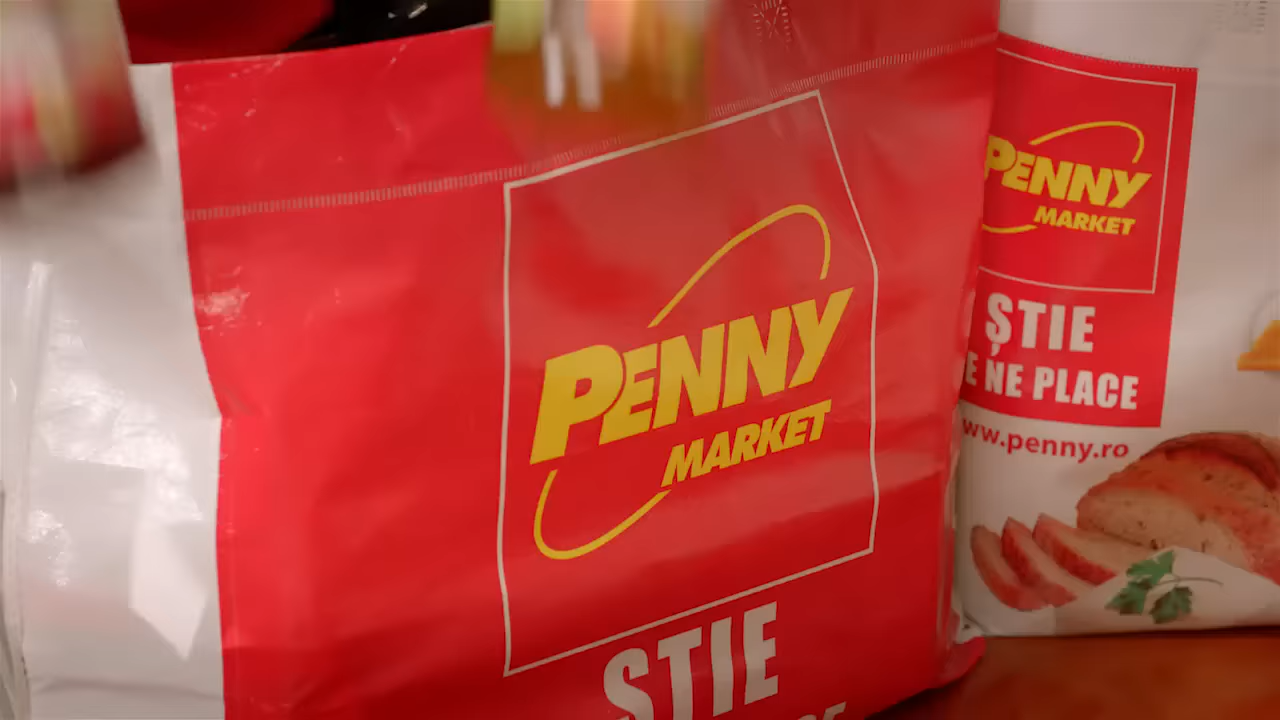 PENNY
MARKET
ȘTIE
PENNY
MARKET
ȘTIE
NE PLACE
www.penny.ro